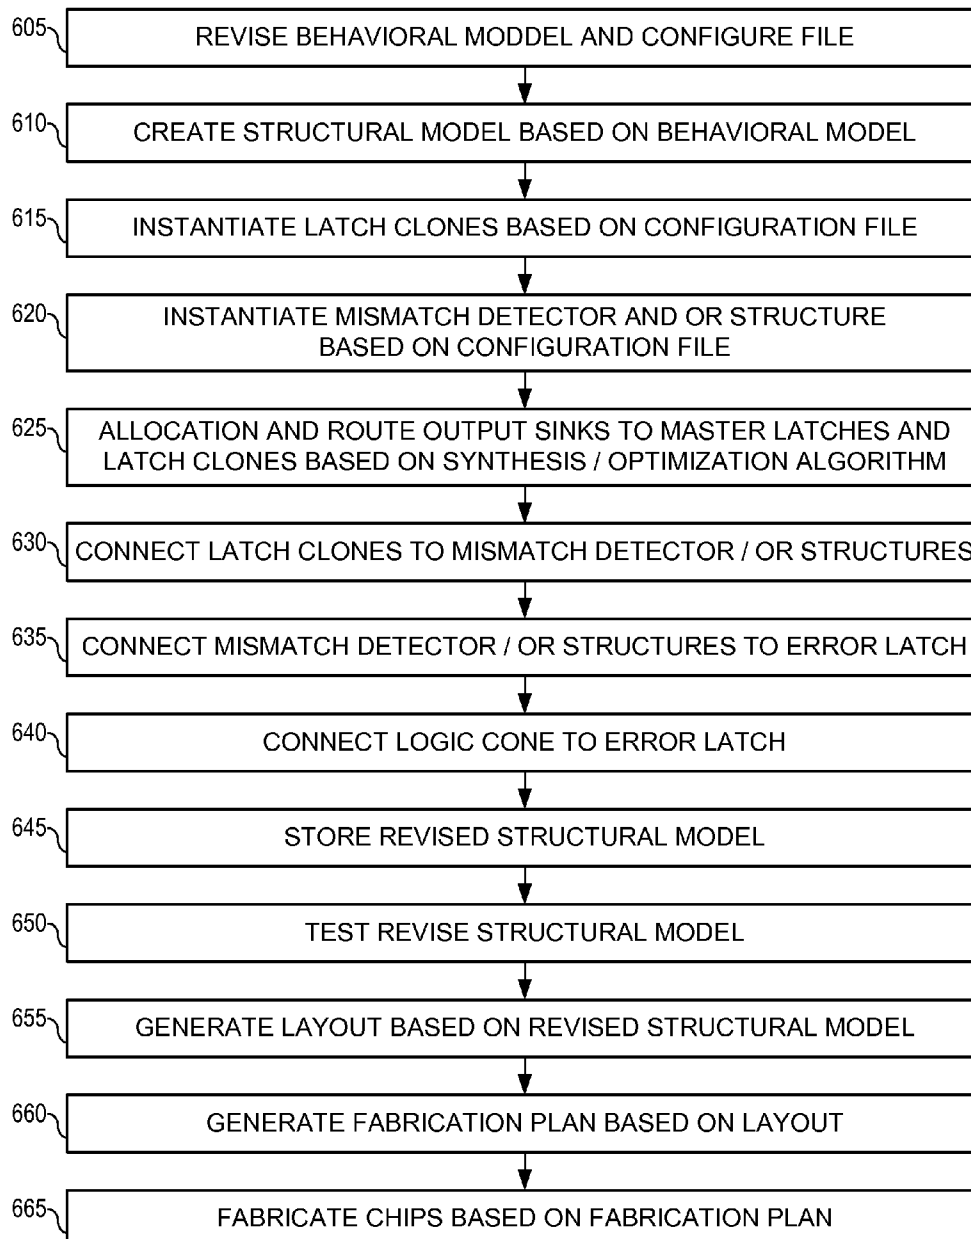 605
REVISE BEHAVIORAL MODDEL AND CONFIGURE FILE
610
CREATE STRUCTURAL MODEL BASED ON BEHAVIORAL MODEL
615
INSTANTIATE LATCH CLONES BASED ON CONFIGURATION FILE
620
INSTANTIATE MISMATCH DETECTOR AND OR STRUCTURE
BASED ON CONFIGURATION FILE
625
ALLOCATION AND ROUTE OUTPUT SINKS TO MASTER LATCHES AND
LATCH CLONES BASED ON SYNTHESIS / OPTIMIZATION ALGORITHM
630
CONNECT LATCH CLONES TO MISMATCH DETECTOR / OR STRUCTURES
635
CONNECT MISMATCH DETECTOR / OR STRUCTURES TO ERROR LATCH
640
CONNECT LOGIC CONE TO ERROR LATCH
645
STORE REVISED STRUCTURAL MODEL
650
TEST REVISE STRUCTURAL MODEL
655
GENERATE LAYOUT BASED ON REVISED STRUCTURAL MODEL
660
GENERATE FABRICATION PLAN BASED ON LAYOUT
665
FABRICATE CHIPS BASED ON FABRICATION PLAN